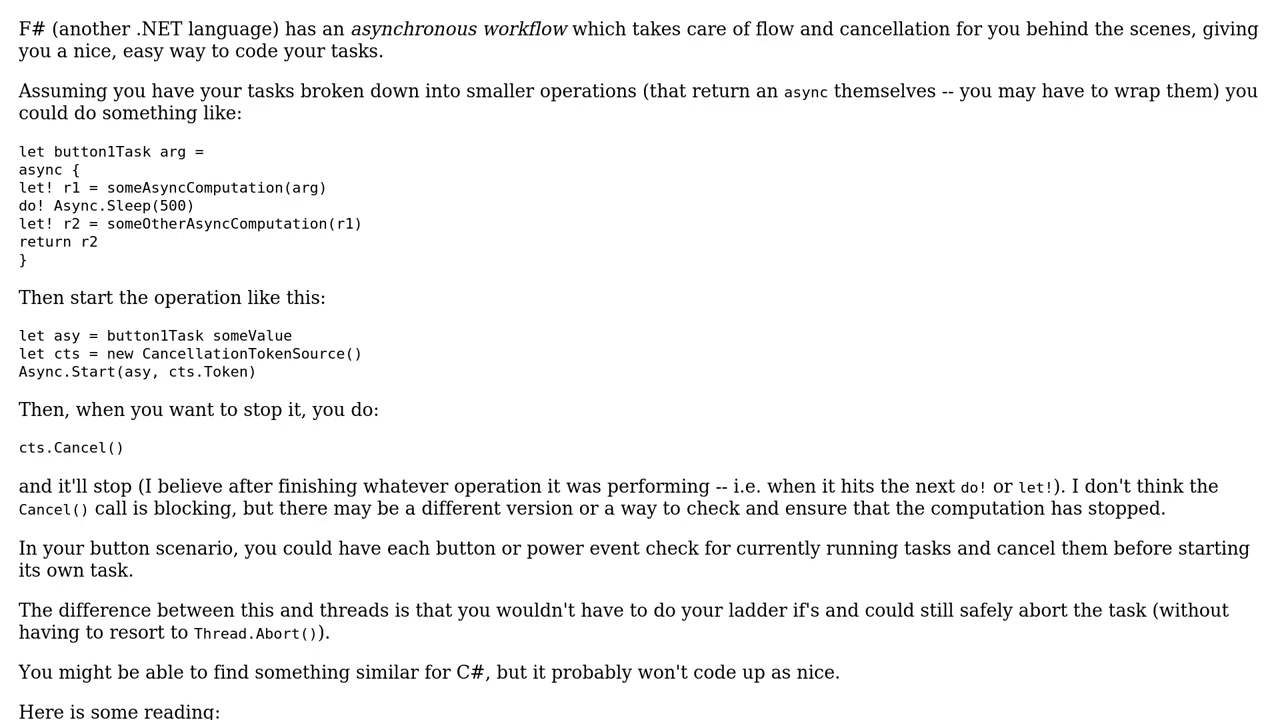 F# (another .NET language) has an asynchronous workflow which takes care of flow and cancellation for you behind the scenes, giving
you a nice, easy way to code your tasks.
Assuming you have your tasks broken down into smaller operations (that return an async themselves -- you may have to wrap them) you
could do something like:
let button1Task arg =
async {
let! r1 = someAsyncComputation(arg)
do! Async.Sleep(500)
let! r2 = someOtherAsyncComputation(r1)
return r2
}
Then start the operation like this:
let asy = button1Task someValue
let cts = new CancellationTokenSource()
Async.Start(asy, cts.Token)
Then, when you want to stop it, you do:
cts.Cancel()
and it'll stop (I believe after finishing whatever operation it was performing -- i.e. when it hits the next do! or let!). I don't think the
Cancel() call is blocking, but there may be a different version or a way to check and ensure that the computation has stopped.
In your button scenario, you could have each button or power event check for currently running tasks and cancel them before starting
its own task.
The difference between this and threads is that you wouldn't have to do your ladder if's and could still safely abort the task (without
having to resort to Thread.Abort()).
You might be able to find something similar for C#, but it probably won't code up as nice.
Here is some reading: